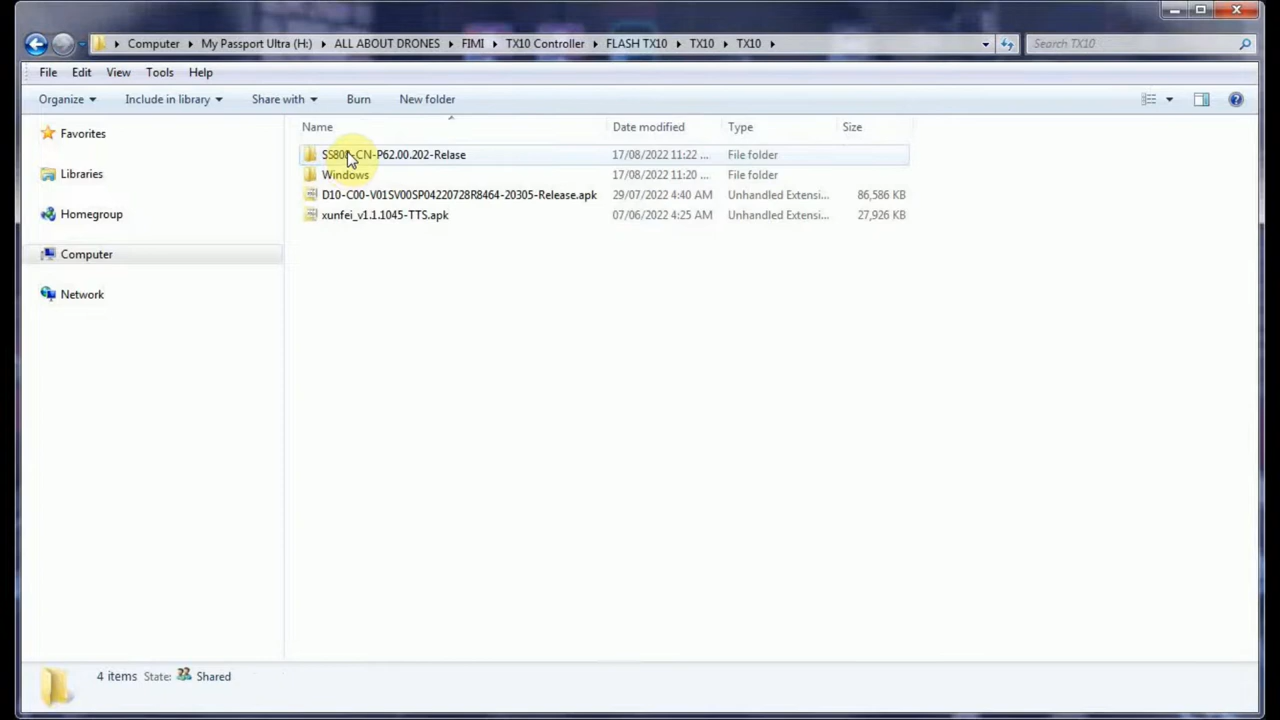 Computer My Passport Ultra (H:) ALL ABOUT DRONES FIMI TX10 Controller FLASH TX10 TX10 TX10 Search TX10
File Edit View Tools Help
Organize Include in library Share with Burn New folder
Name Date modified Type Size
Favorites
-CN-P62.00.202-Relase 17/08/2022 11:22 ... File folder
Libraries
Windows 17/08/2022 11:20 ... File folder
D10-C00-V01SV00SP04220728R8464-20305-Release.apk 29/07/2022 4:40 AM Unhandled Extensi... 86,586 KB
Homegroup
xunfei_v1.1.1045-TTS.apk 07/06/2022 4:25 AM Unhandled Extensi... 27,926 KB
Computer
Network
4 items State: Shared